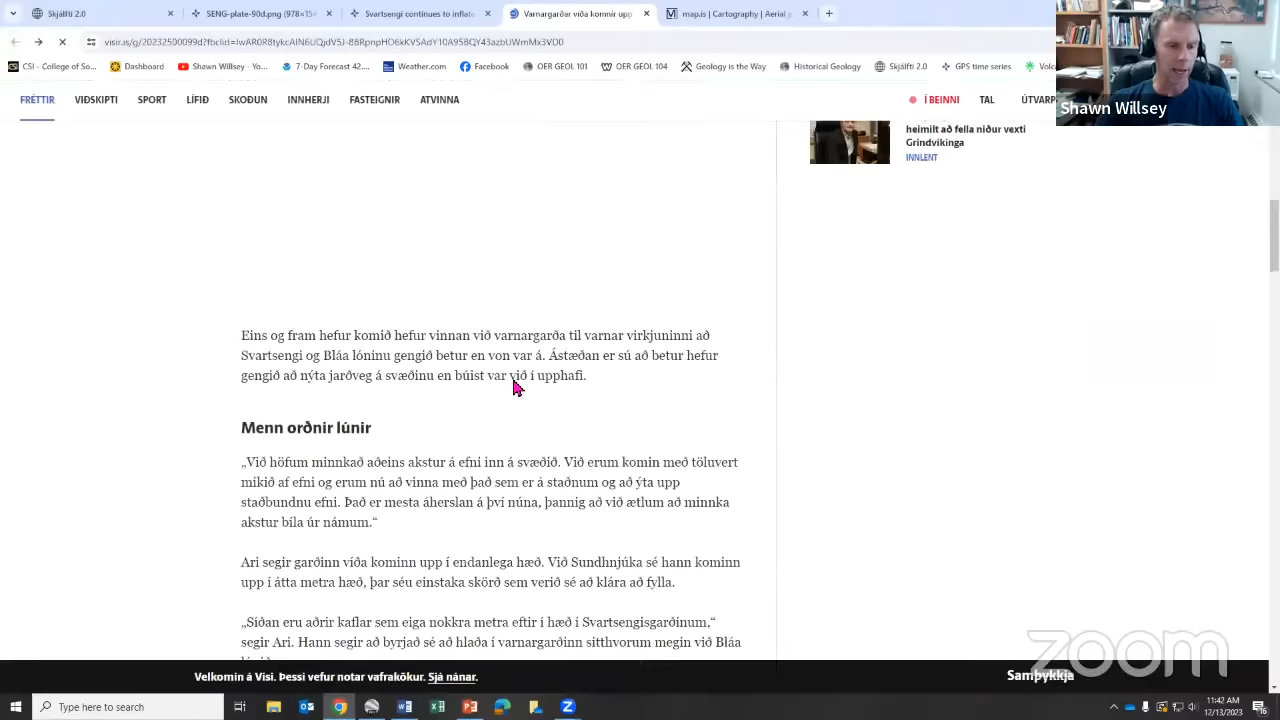 SENG-plate-90.png (978×15
Svartsengi continues to inflate
Varnargarðar víða komnir upp
map.is | Cartography | Aerial p
visir.is/g/20232500099d?fbclid=IwAR0R8tykcAlN6UQjdV5J-88RpnpHO6kKVSAdY10A958QY43azbUWmMx3VD0
CSI - College of So...
Dashboard
Shawn Willsey - Yo...
7-Day Forecast 42....
Weather.com
Facebook
OER GEOL 101
OER GEOL 104
Geology is the Way
Historical Geology
Skjálfti 2.0
GPS time series
Volc
FRÉTTIR VIÐSKIPTI SPORT LÍFIÐ SKOÐUN INNHERJI FASTEIGNIR ATVINNA
Í BEINNI TAL ÚTVARP
Shawn Willsey
heimilt að fella niður vexti
Grindvíkinga
INNLENT
Eins og fram hefur komið hefur vinnan við varnargarða til varnar virkjuninni að
Svartsengi og Bláa lóninu gengið betur en von var á. Ástæðan er sú að betur hefur
gengið að nýta jarðveg á svæðinu en búist var við í upphafi.
Menn orðnir lúnir
„Við höfum minnkað aðeins akstur á efni inn á svæðið. Við erum komin með töluvert
mikið af efni og erum nú að vinna með það sem er á staðnum og að ýta upp
staðbundnu efni. Það er mesta áherslan á því núna, þannig að við ætlum að minnka
akstur bíla úr námum.“
Ari segir garðinn víða kominn upp í endanlega hæð. Við Sundhnjúka sé hann kominn
upp í átta metra hæð, þar séu einstaka skörð sem verið sé að klára að fylla.
„Síðan eru aðrir kaflar sem eiga nokkra metra eftir í hæð í Svartsengisgarðinum,“
segir Ari. Hann segir að byrjað sé að hlaða í varnargarðinn sitthvorum megin við Bláa
Velkomin á Vísi. Þessi vefur notar vafrakökur. Sjá nánar.
Samþykkja
zoom
Type here to search
11:42 AM
12/13/2023
16